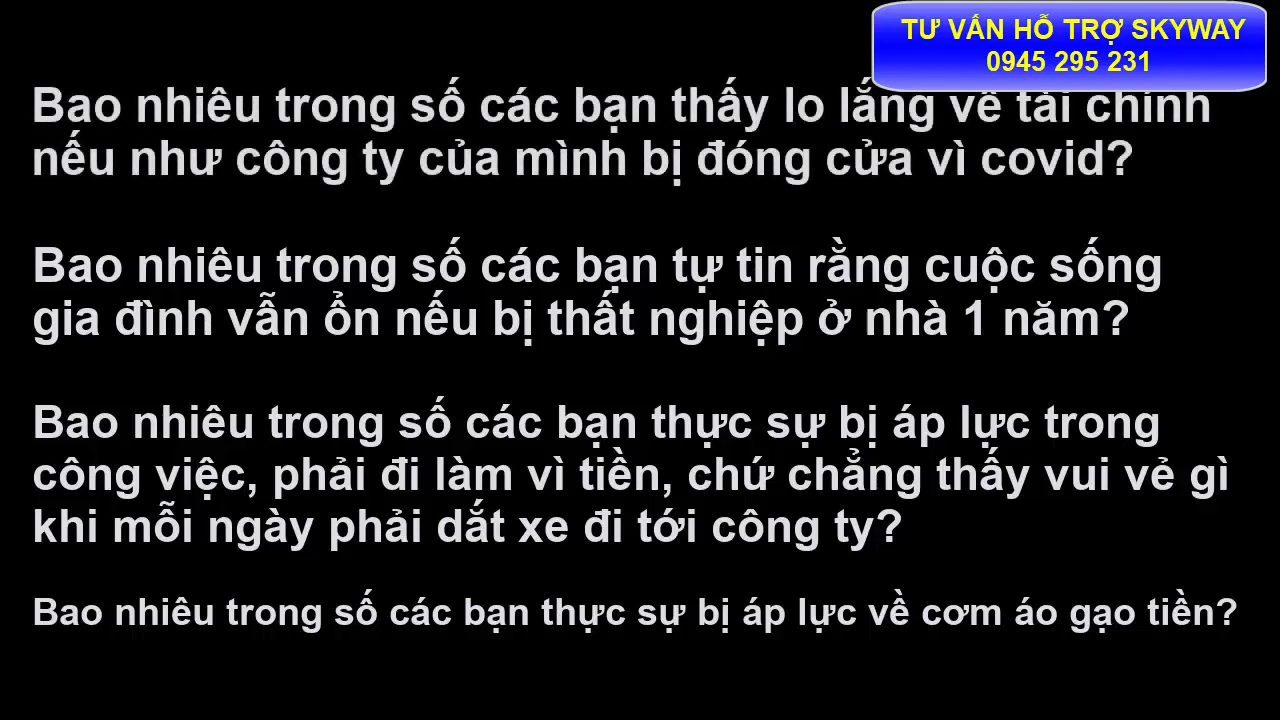 TƯ VẤN HỖ TRỢ SKYWAY
0945 295 231
Bao nhiêu trong số các bạn thấy lo lắng về tài chính
nếu như công ty của mình bị đóng cửa vì covid?
Bao nhiêu trong số các bạn tự tin rằng cuộc sống
gia đình vẫn ổn nếu bị thất nghiệp ở nhà 1 năm?
Bao nhiêu trong số các bạn thực sự bị áp lực trong
công việc, phải đi làm vì tiền, chứ chẳng thấy vui vẻ gì
khi mỗi ngày phải dắt xe đi tới công ty?
Bao nhiêu trong số các bạn thực sự bị áp lực về cơm áo gạo tiền?